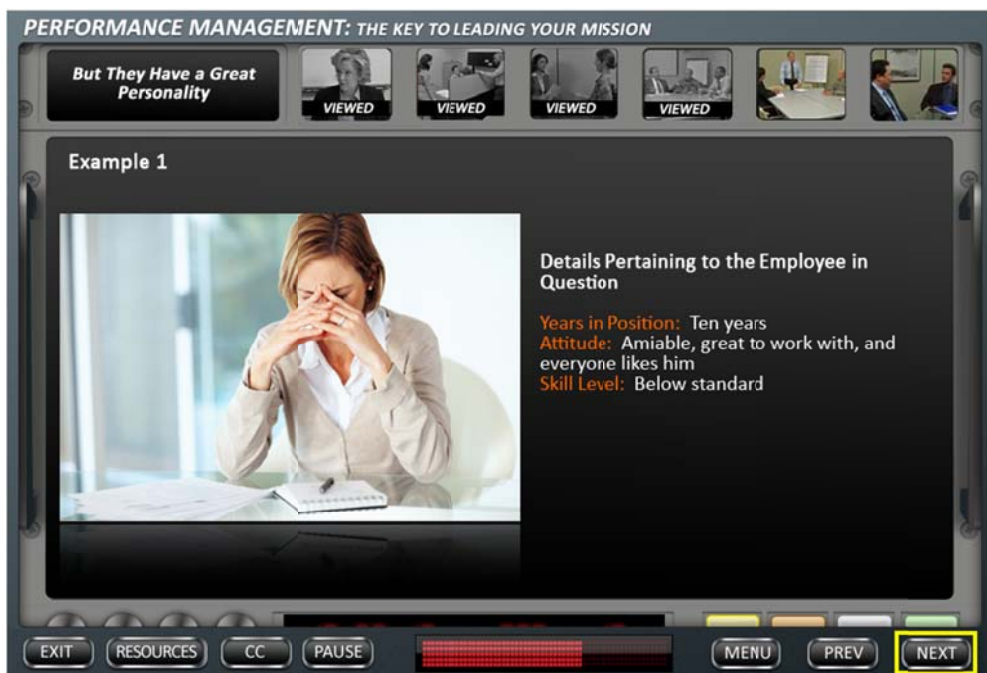 PERFORMANCE MANAGEMENT: THE KEY TO LEADING YOUR MISSION
But They Have a Great
Personality
VIEWED
VIEWED
VIEWED
VIEWED
Example 1
Details Pertaining to the Employee in
Question
Years in Position: Ten years
Attitude: Amiable, great to work with, and
everyone likes him
Skill Level: Below standard
EXIT
RESOURCES
CC
PAUSE
MENU
PREV
NEXT